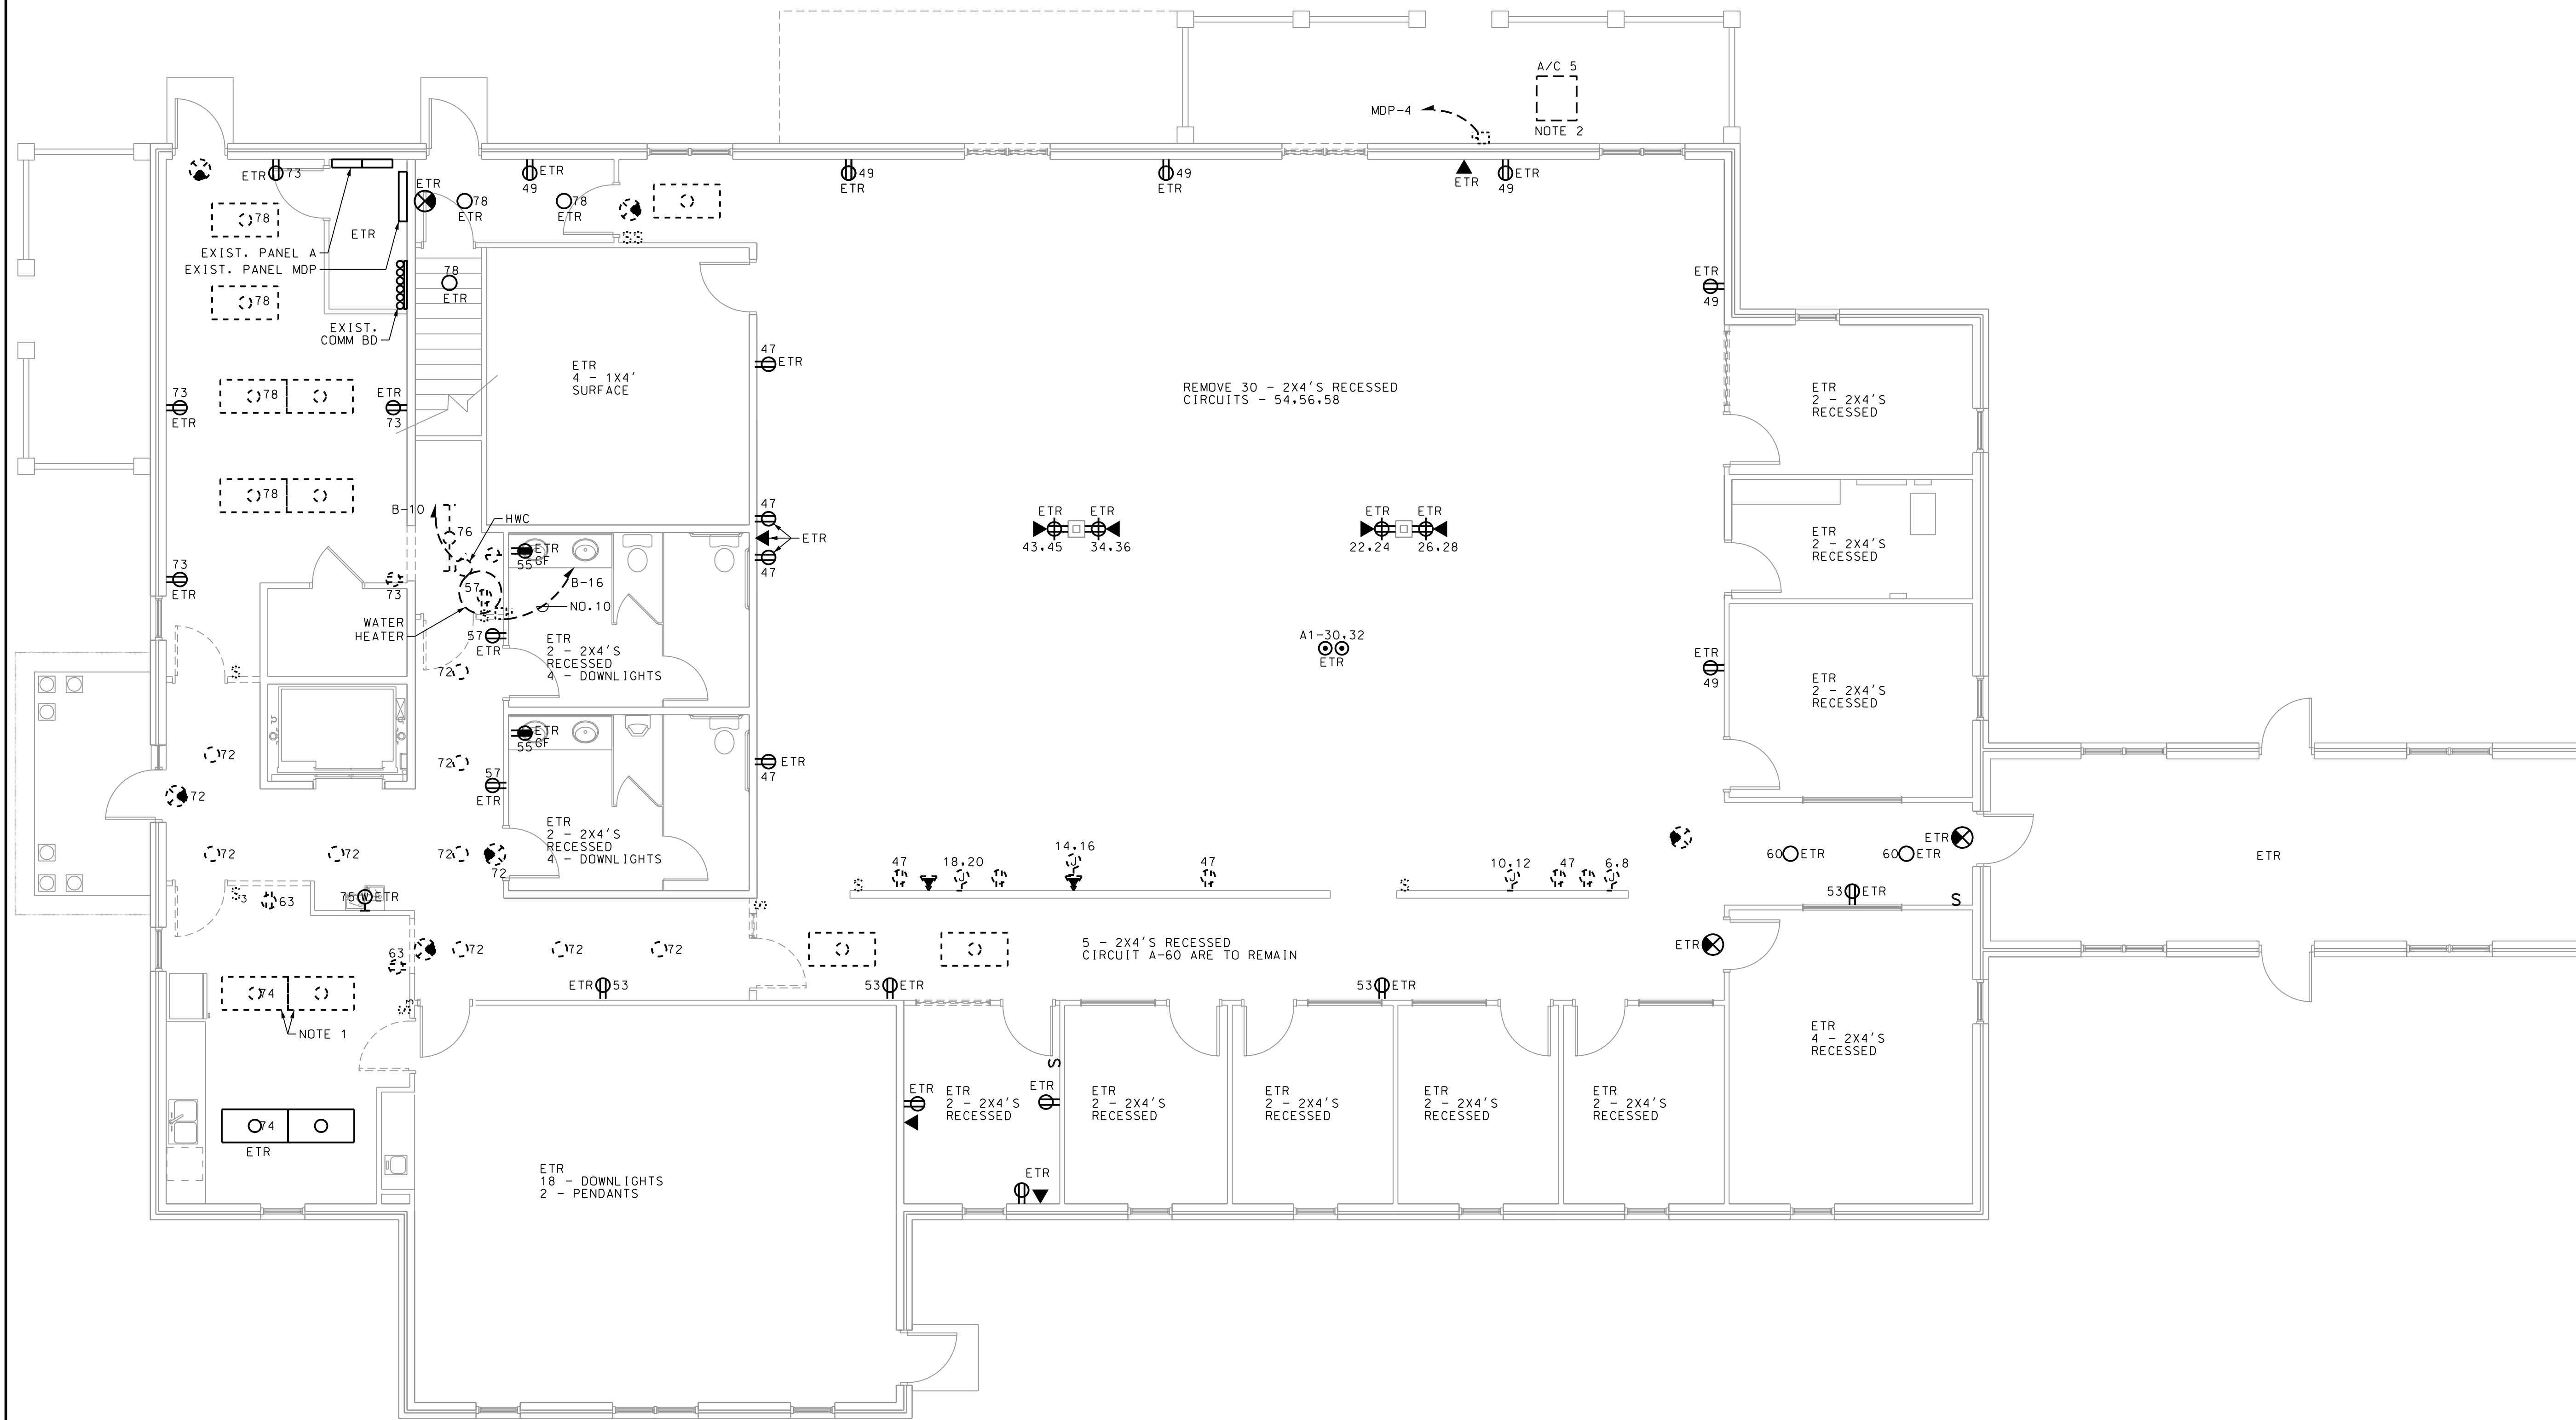 A/C 5
MDP-4
NOTE 2
ETR
73
ETR
ETR
49
49
ETR
49
ETR
ETR
ETR
49
78
ETR
78
ETR
SS
78
ETR
EXIST. PANEL A
EXIST. PANEL MDP
78
ETR
ETR
49
78
EXIST.
COMM BD
47
ETR
ETR
4 - 1X4'
SURFACE
REMOVE 30 - 2X4'S RECESSED
CIRCUITS - 54,56,58
ETR
2 - 2X4'S
RECESSED
73
ETR
78
ETR
73
78
B-10
76
HWC
47
ETR
47
ETR
43,45
ETR
34,36
ETR
22,24
ETR
26,28
ETR
2 - 2X4'S
RECESSED
ETR
GF
55
73
ETR
73
57
B-16
NO.10
S
WATER
HEATER
57
ETR
ETR
2 - 2X4'S
RECESSED
4 - DOWNLIGHTS
A1-30,32
ETR
ETR
49
ETR
2 - 2X4'S
RECESSED
S
72
ETR
GF
55
72
72
57
ETR
ETR
47
72
ETR
2 - 2X4'S
RECESSED
4 - DOWNLIGHTS
72
72
72
72
S
47
18,20
J
14,16
J
47
S
10,12
J
47
6,8
J
ETR
60
ETR
60
ETR
ETR
S3
63
75
W
ETR
S
53
ETR
S
63
72
72
72
5 - 2X4'S RECESSED
CIRCUIT A-60 ARE TO REMAIN
ETR
74
S3
NOTE 1
ETR
53
53
ETR
53
ETR
ETR
4 - 2X4'S
RECESSED
S
74
ETR
ETR
ETR
2 - 2X4'S
RECESSED
ETR
ETR
2 - 2X4'S
RECESSED
ETR
2 - 2X4'S
RECESSED
ETR
2 - 2X4'S
RECESSED
ETR
2 - 2X4'S
RECESSED
ETR
18 - DOWNLIGHTS
2 - PENDANTS
ETR